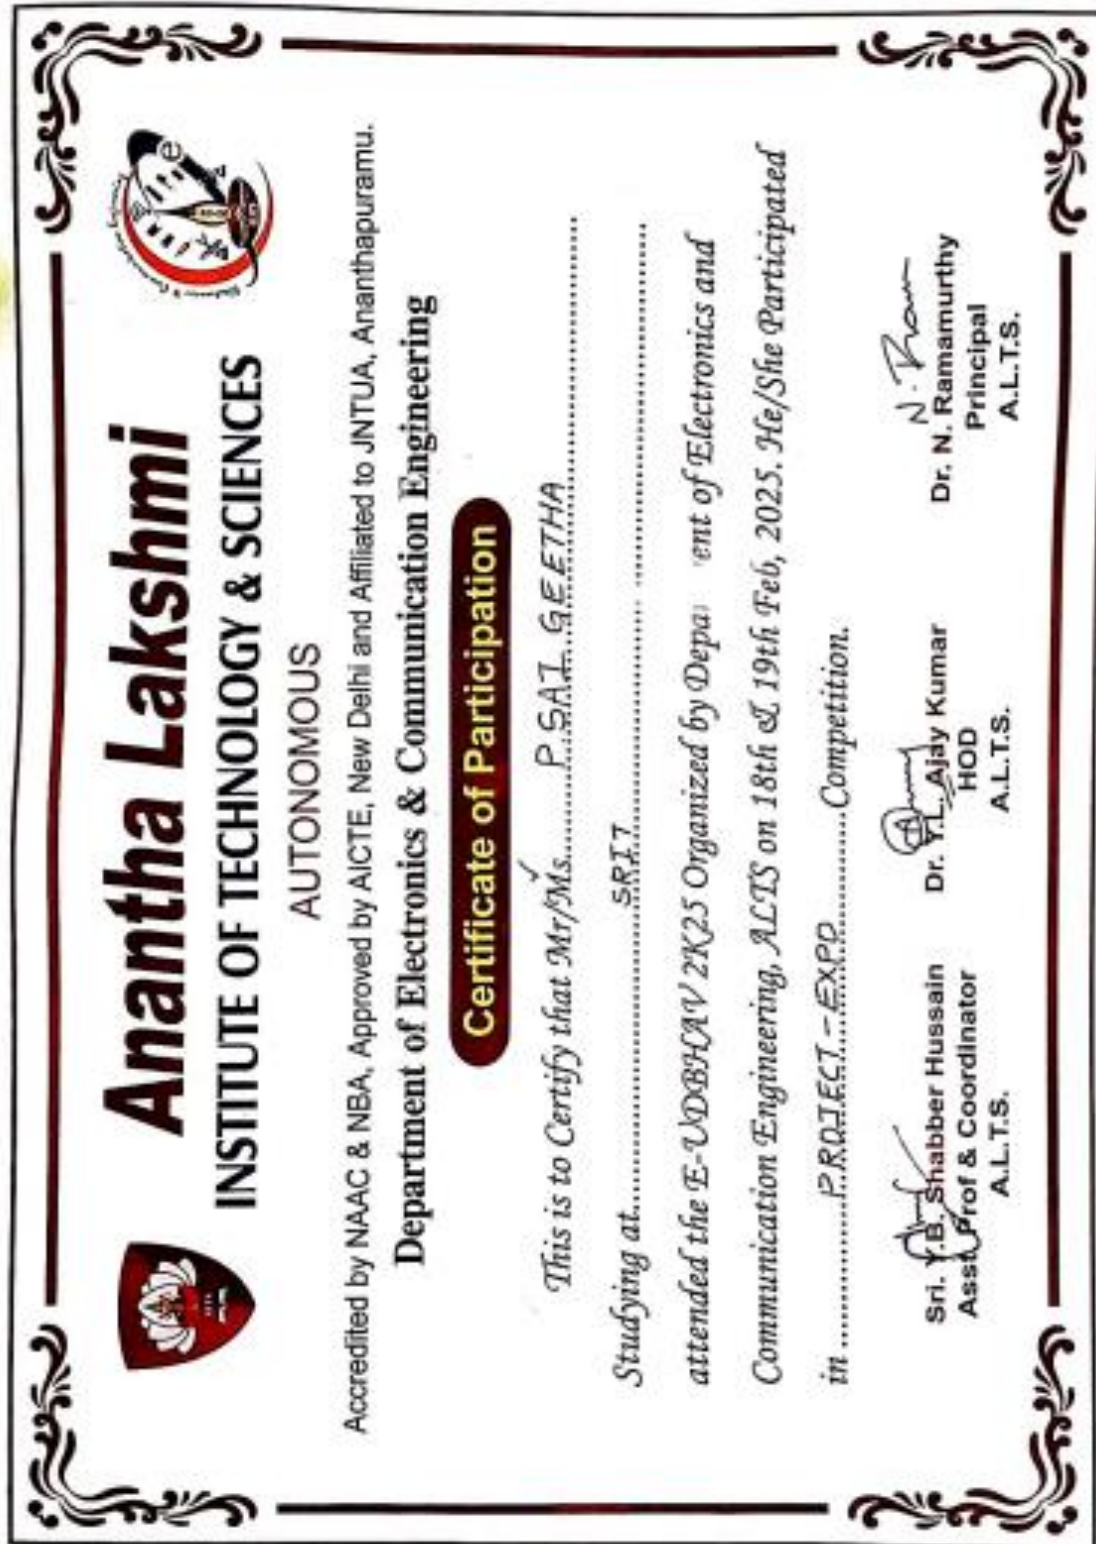 Anantha Lakshmi
INSTITUTE OF TECHNOLOGY & SCIENCES
AUTONOMOUS
Accredited by NAAC & NBA, Approved by AICTE, New Delhi and Affiliated to JNTUA, Ananthapuramu.
Department of Electronics & Communication Engineering
Certificate of Participation
This is to Certify that Mr/Ms.......P SAI GEETHA.......
Studying at.......SRIT.......
attended the E-UDBHAV 2K25 Organized by Depa ent of Electronics and
Communication Engineering, ALTS on 18th & 19th Feb, 2025. He/She Participated
in .......PROJECT-EXPO.......Competition.
N. Ram
Sri. Y.B. Shabber Hussain Dr. Y.L. Ajay Kumar Dr. N. Ramamurthy
Asst Prof & Coordinator HOD Principal
A.L.T.S. A.L.T.S. A.L.T.S.